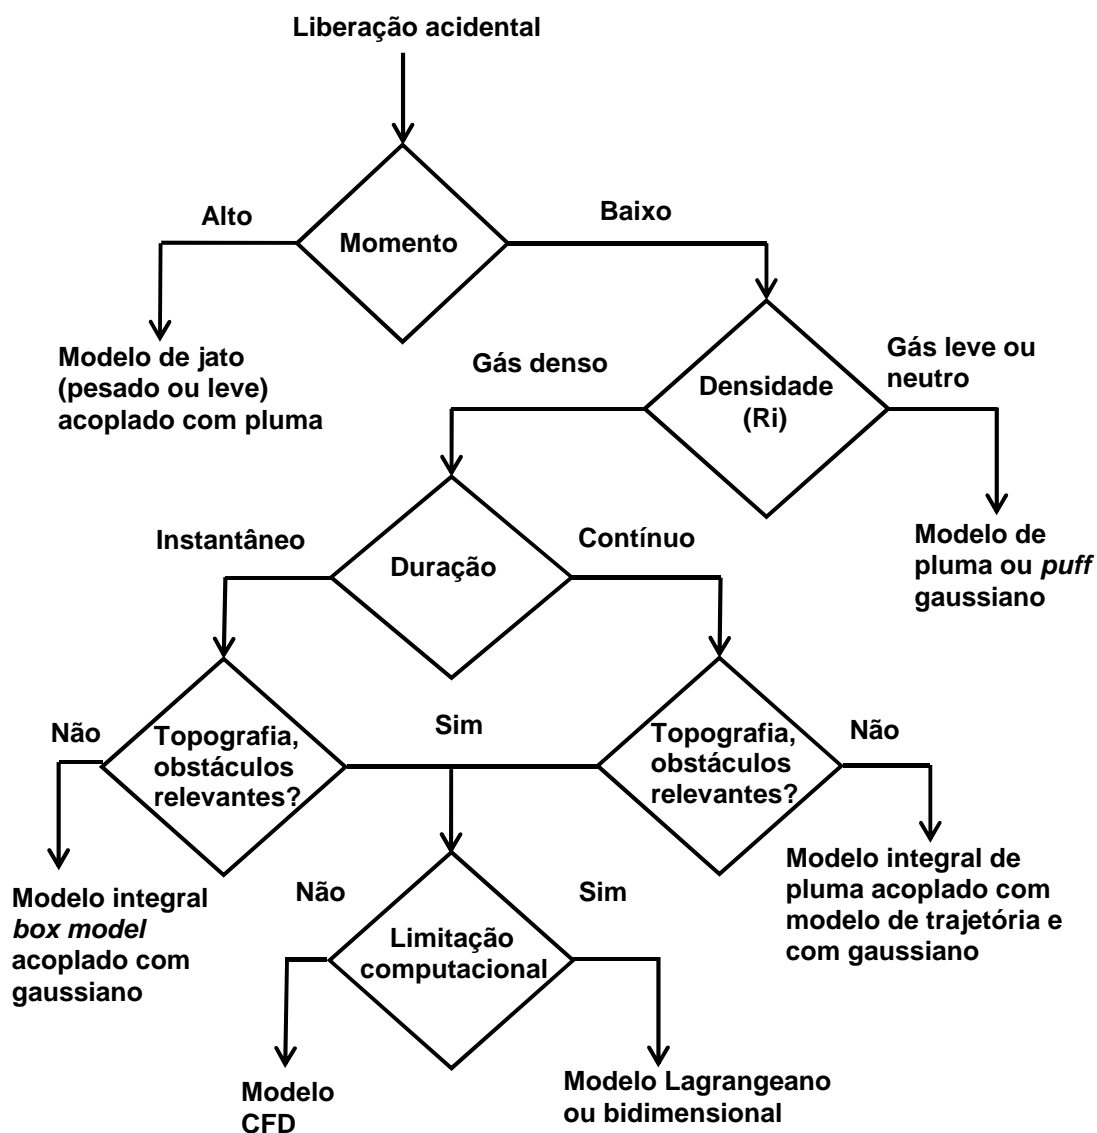 Liberação acidental
Alto
Baixo
Momento
Modelo de jato
(pesado ou leve)
acoplado com pluma
Gás denso
Gás leve ou
neutro
Densidade
(Ri)
Instantâneo
Contínuo
Duração
Modelo de
pluma ou puff
gaussiano
Não
Topografia,
obstáculos
relevantes?
Sim
Topografia,
obstáculos
relevantes?
Não
Modelo integral
box model
acoplado com
gaussiano
Não
Sim
Limitação
computacional
Modelo integral de
pluma acoplado com
modelo de trajetória e
com gaussiano
Modelo
CFD
Modelo Lagrangeano
ou bidimensional